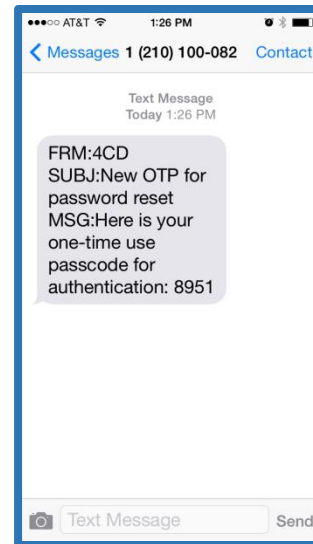 AT&T 1:26 PM
Messages 1 (210) 100-082 Contact
Text Message
Today 1:26 PM
FRM:4CD
SUBJ:New OTP for
password reset
MSG:Here is your
one-time use
passcode for
authentication: 8951
Text Message Send